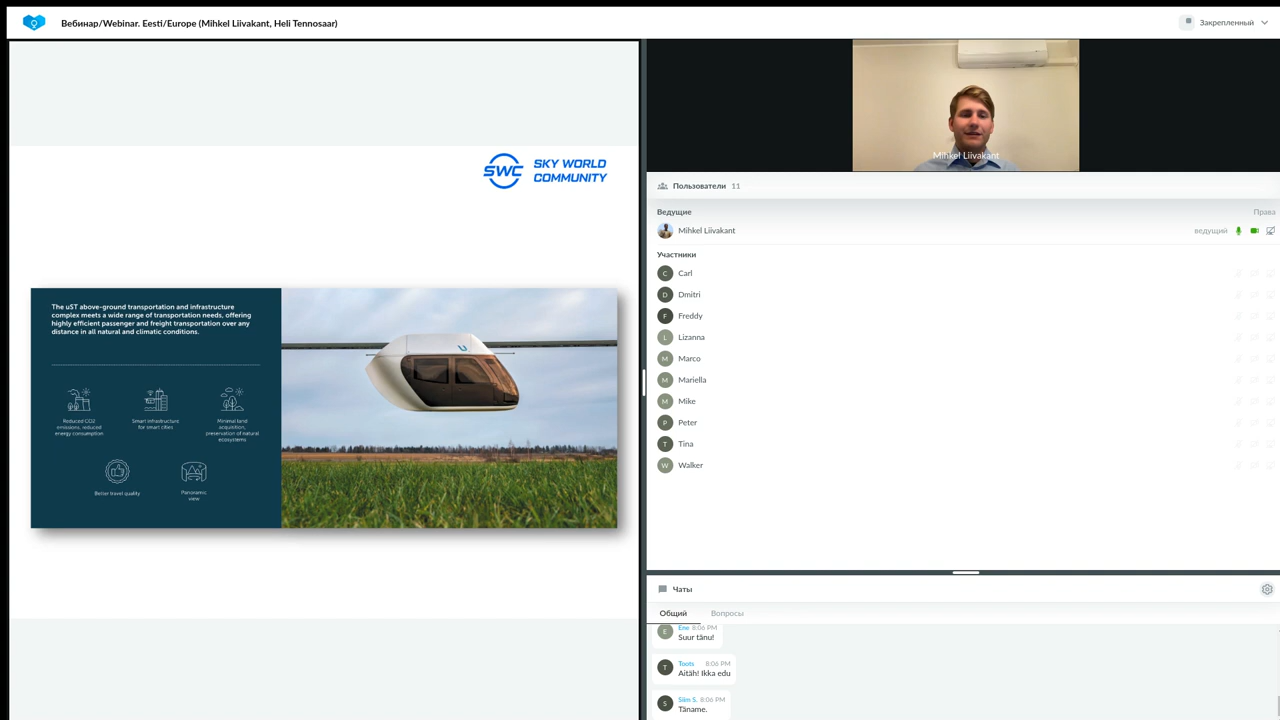 Вебинар/Webinar. Eesti/Europe (Mihkel Liivakant, Heli Tennosaar)
Закрепленный
SWC SKY WORLD
COMMUNITY
The uST above-ground transportation and infrastructure
complex meets a wide range of transportation needs, offering
highly efficient passenger and freight transportation over any
distance in all natural and climatic conditions.
Reduced CO2
emissions, reduced
energy consumption
Smart infrastructure
for smart cities
Minimal land
acquisition,
preservation of natural
ecosystems
Better travel quality
Panoramic
view
Mihkel Liivakant
Пользователи 11
Ведущие
Права
Mihkel Liivakant
ведущий
Участники
C Carl
D Dmitri
F Freddy
L Lizanna
M Marco
M Mariella
M Mike
P Peter
T Tina
W Walker
Чаты
Общий
Вопросы
E Ene 8:06 PM
Suur tänu!
T Toots 8:06 PM
Aitäh! Ikka edu
S Siim S. 8:06 PM
Täname.